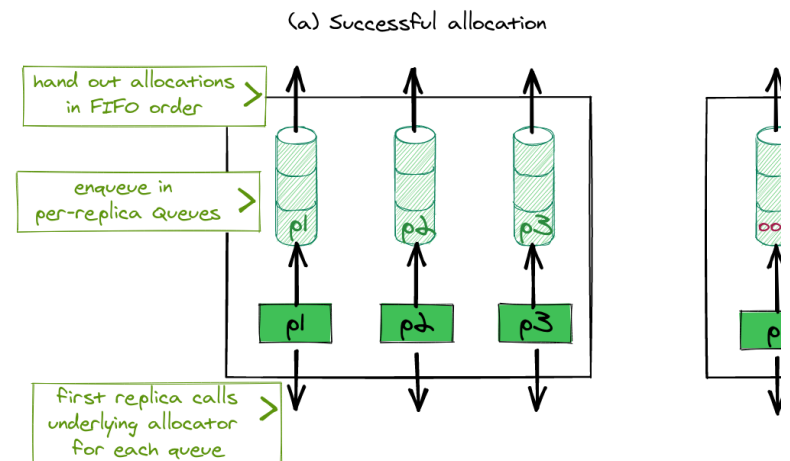 (a) Successful allocation
hand out allocations
in FIFO order
enqueue in
per-replica Queues
p1
p2
p3
p1
p2
p3
first replica calls
underlying allocator
for each queue